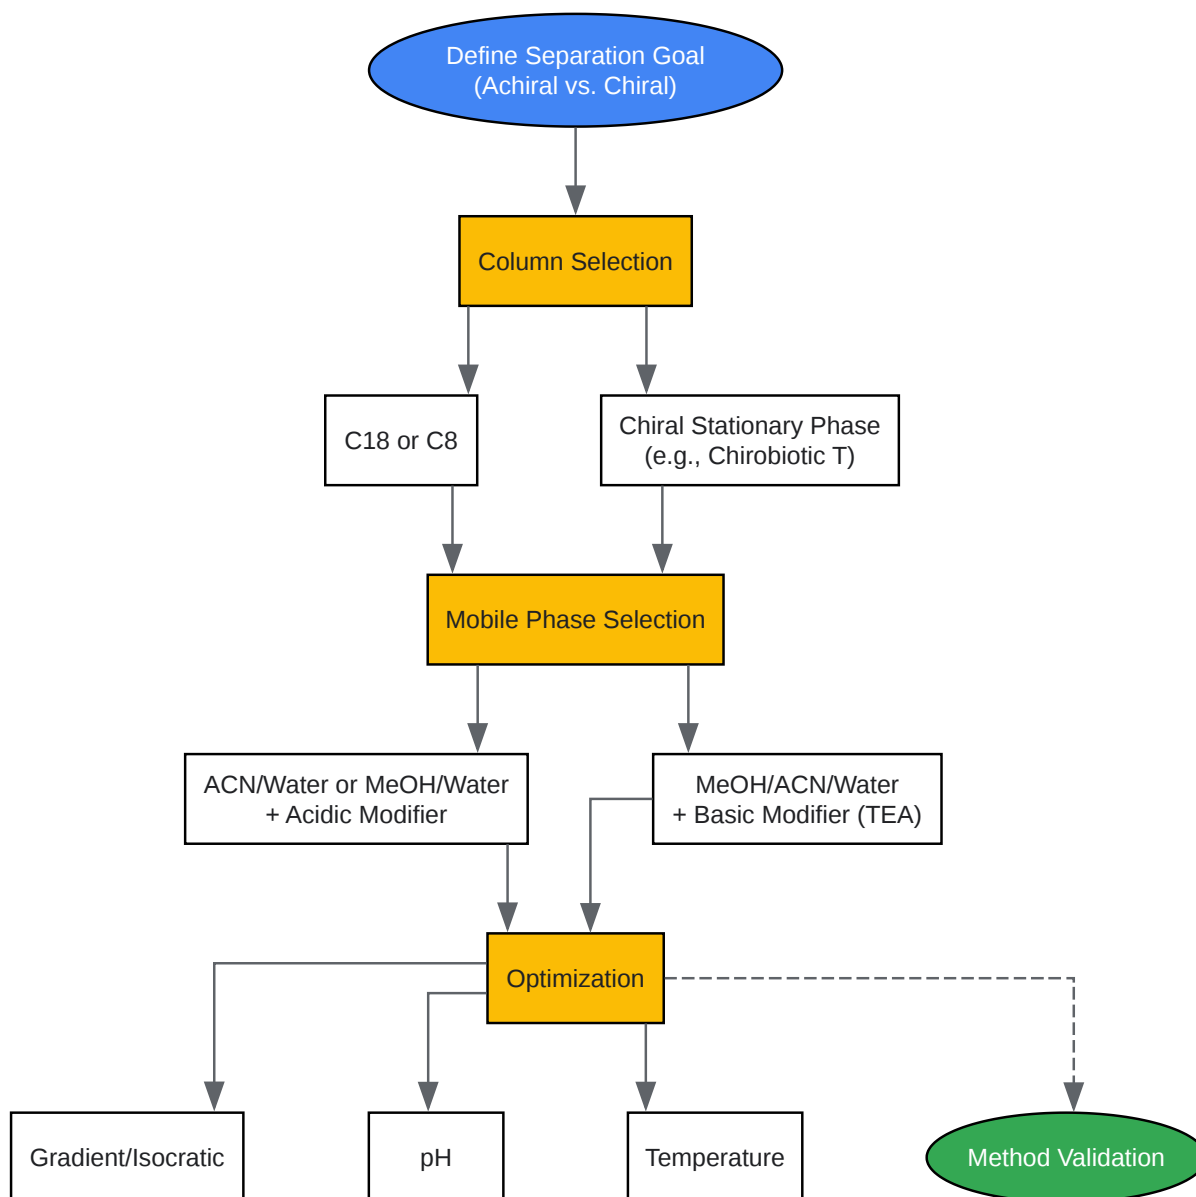 Define Separation Goal
(Achiral vs. Chiral)
Column Selection
C18 or C8
Chiral Stationary Phase
(e.g., Chirobiotic T)
Mobile Phase Selection
ACN/Water or MeOH/Water
+ Acidic Modifier
MeOH/ACN/Water
+ Basic Modifier (TEA)
Optimization
Gradient/Isocratic
pH
Temperature
Method Validation